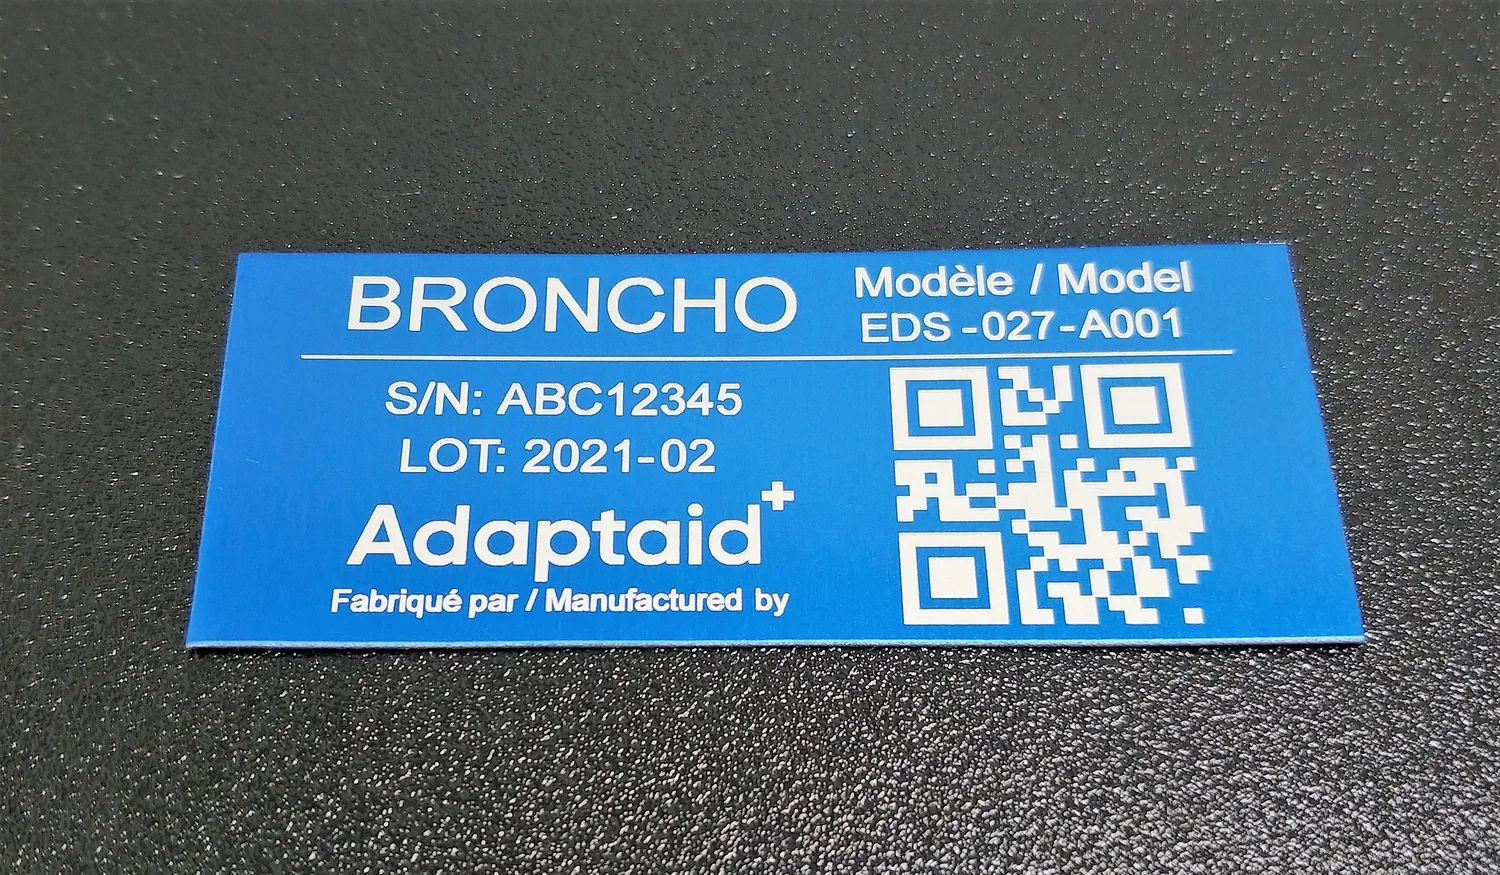 BRONCHO
Modèle / Model
EDS-027-A001
S/N: ABC12345
LOT: 2021-02
Adaptaid+
Fabriqué par / Manufactured by